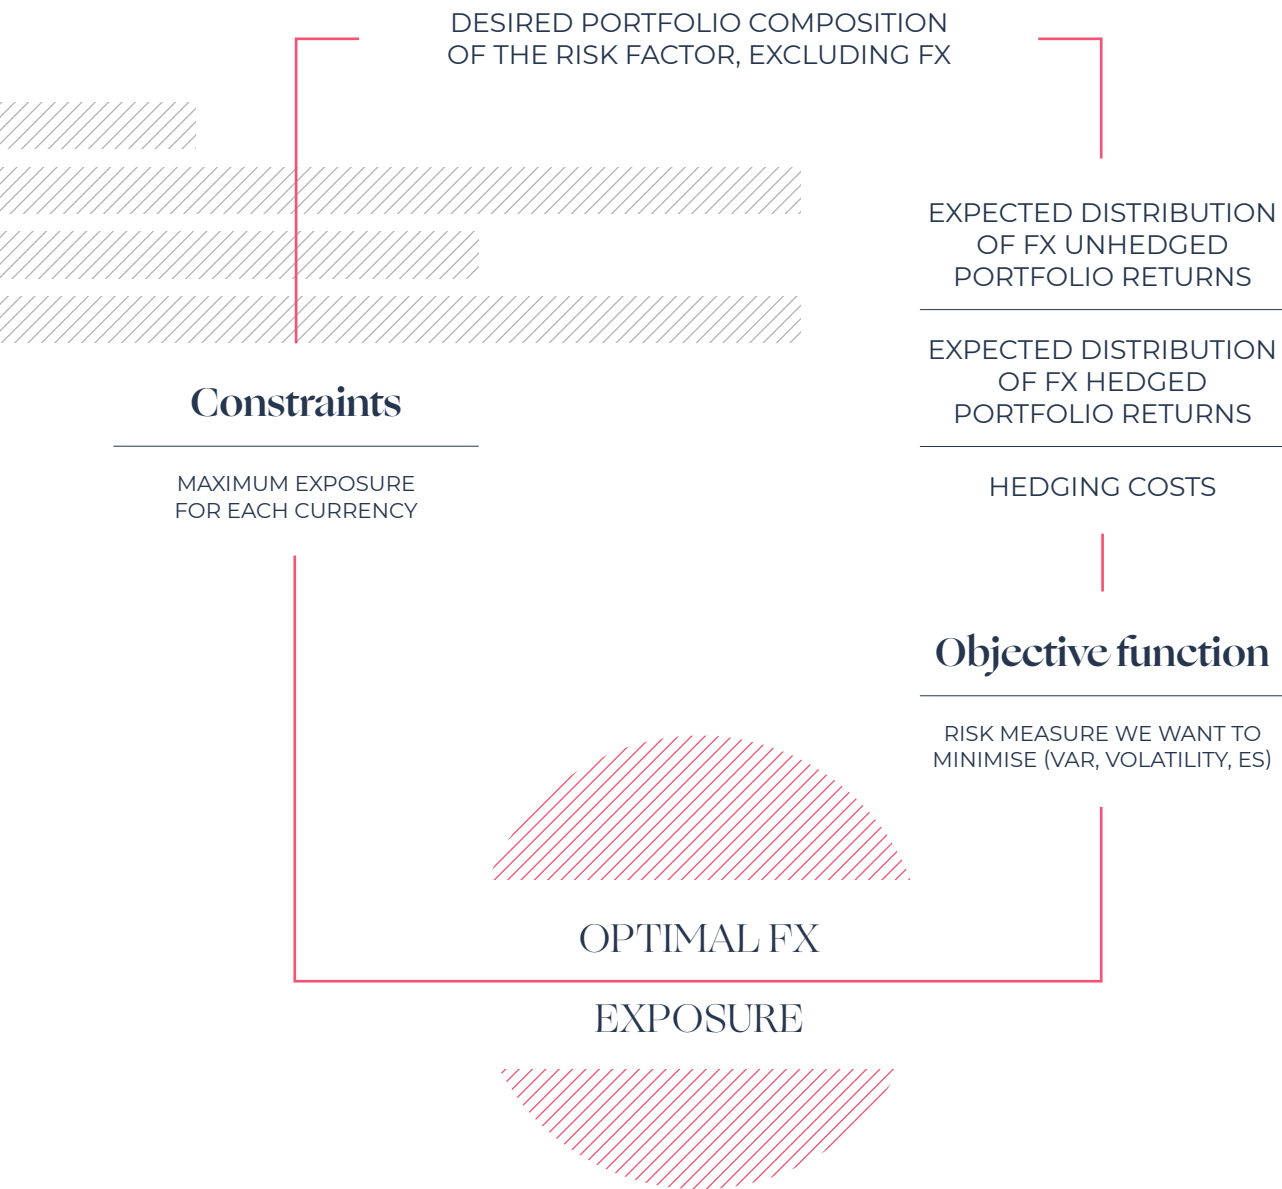 DESIRED PORTFOLIO COMPOSITION
OF THE RISK FACTOR, EXCLUDING FX
EXPECTED DISTRIBUTION
OF FX UNHEDGED
PORTFOLIO RETURNS
EXPECTED DISTRIBUTION
OF FX HEDGED
PORTFOLIO RETURNS
HEDGING COSTS
Constraints
MAXIMUM EXPOSURE
FOR EACH CURRENCY
Objective function
RISK MEASURE WE WANT TO
MINIMISE (VAR, VOLATILITY, ES)
OPTIMAL FX
EXPOSURE